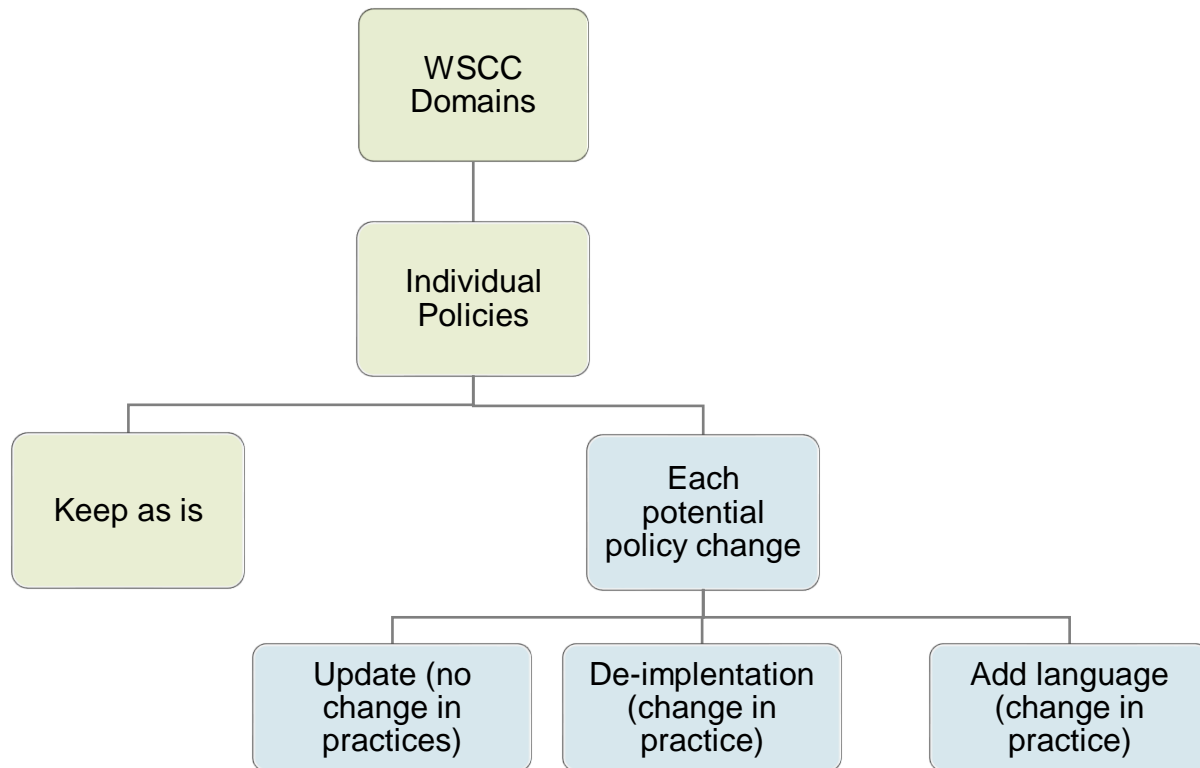 WSCC
Domains
Individual
Policies
Keep as is
Each
potential
policy change
Update (no
change in
practices)
De-implentation
(change in
practice)
Add language
(change in
practice)